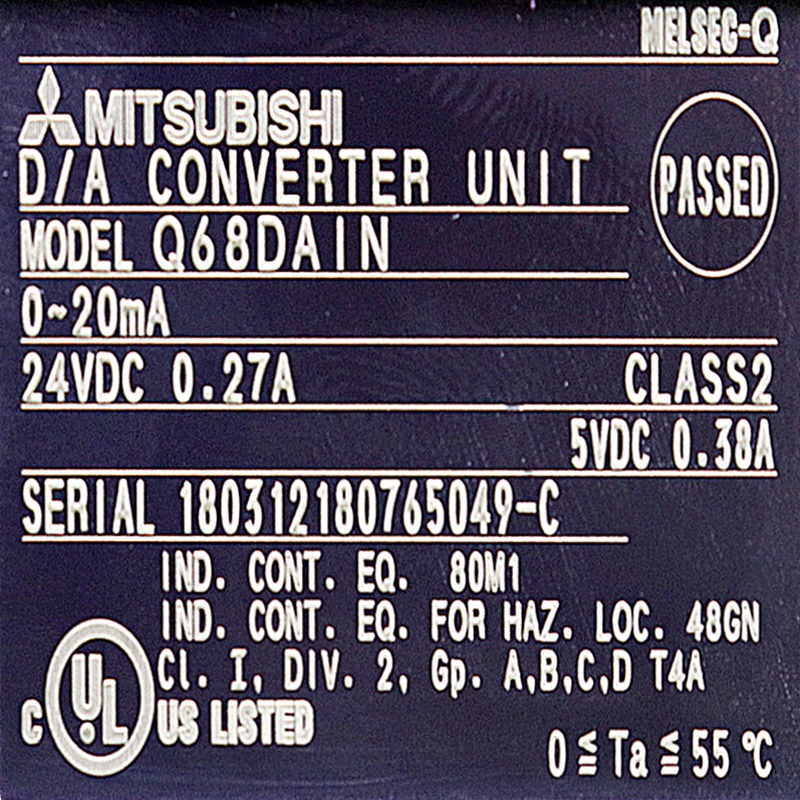 MELSEC-Q
MITSUBISHI
D/A CONVERTER UNIT
PASSED
MODEL Q68DAIN
0~20mA
24VDC 0.27A CLASS2
5VDC 0.38A
SERIAL 180312180765049-C
IND. CONT. EQ. 80M1
IND. CONT. EQ. FOR HAZ. LOC. 48GN
Cl. I, DIV. 2, Gp. A,B,C,D T4A
C UL US LISTED
0≦Ta≦55℃